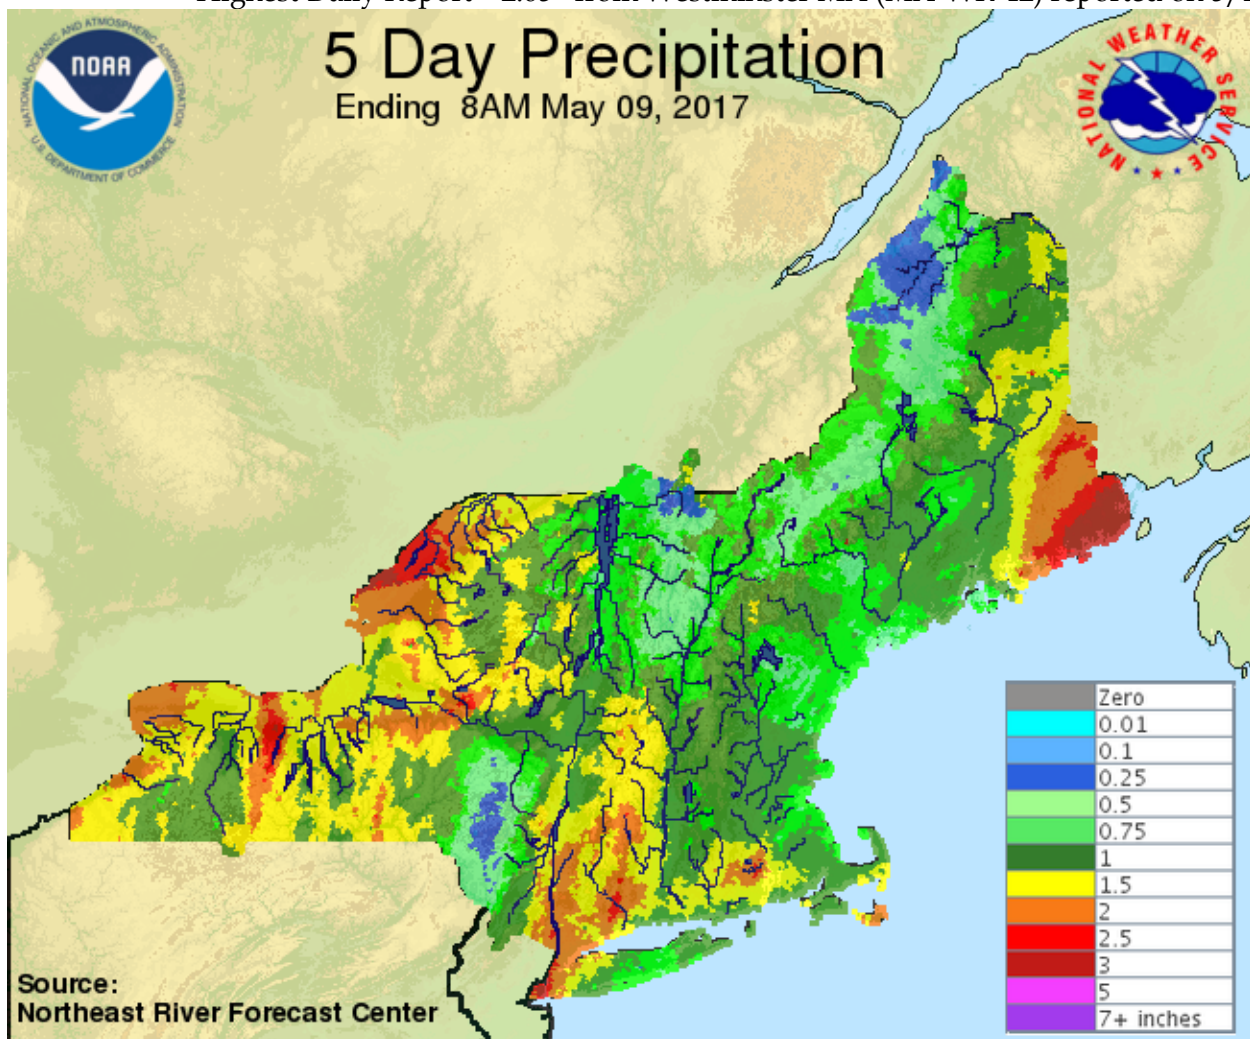 5 Day Precipitation
Ending 8AM May 09, 2017
NOAA
NATIONAL OCEANIC AND ATMOSPHERIC ADMINISTRATION
U.S. DEPARTMENT OF COMMERCE
NATIONAL WEATHER SERVICE
Zero
0.01
0.1
0.25
0.5
0.75
1
1.5
2
2.5
3
5
7+ inches
Source:
Northeast River Forecast Center